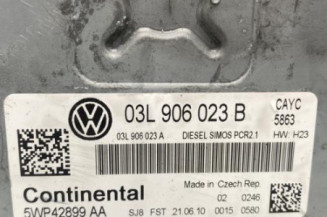 03L 906 023 B
CAYC
5863
03L 906 023 A DIESEL SIMOS PCR2.1 HW: H23
Made in Czech Rep.
02 0246
Continental
5WP42899 AA SJ8 FST 21.06.10 0015 0580